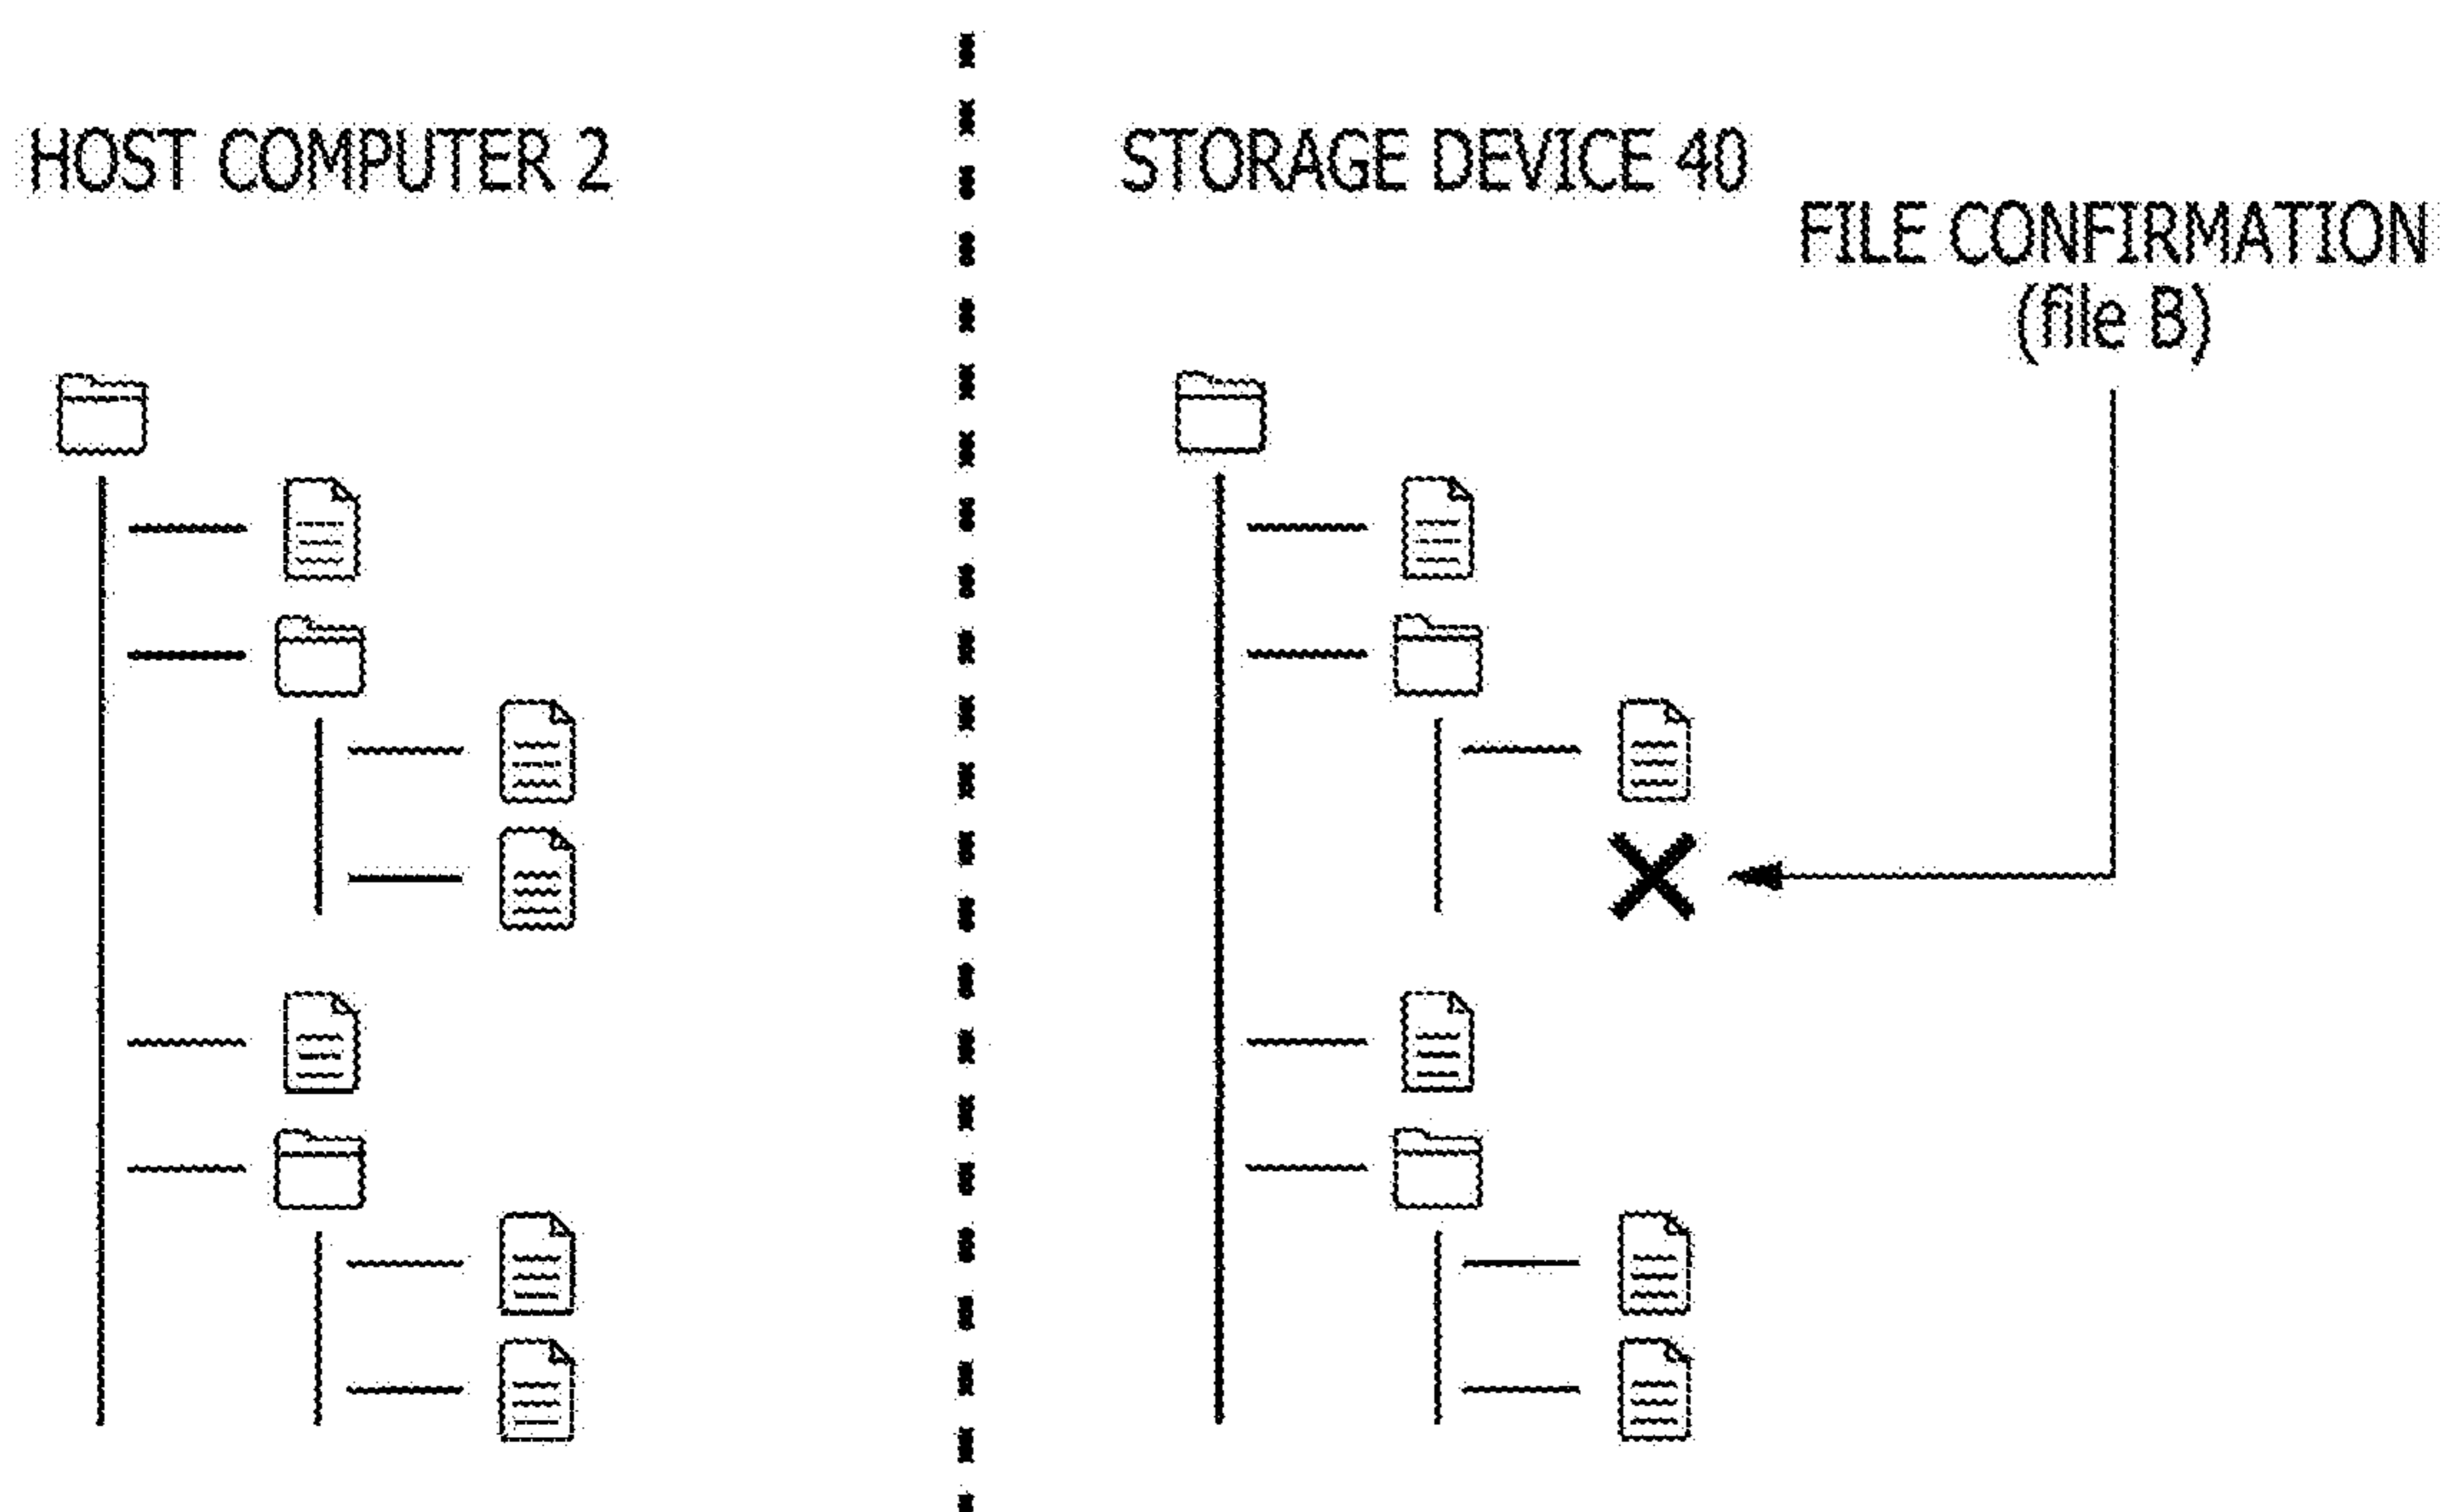 HOST COMPUTER 2
STORAGE DEVICE 40
FILE CONFIRMATION
(file B)